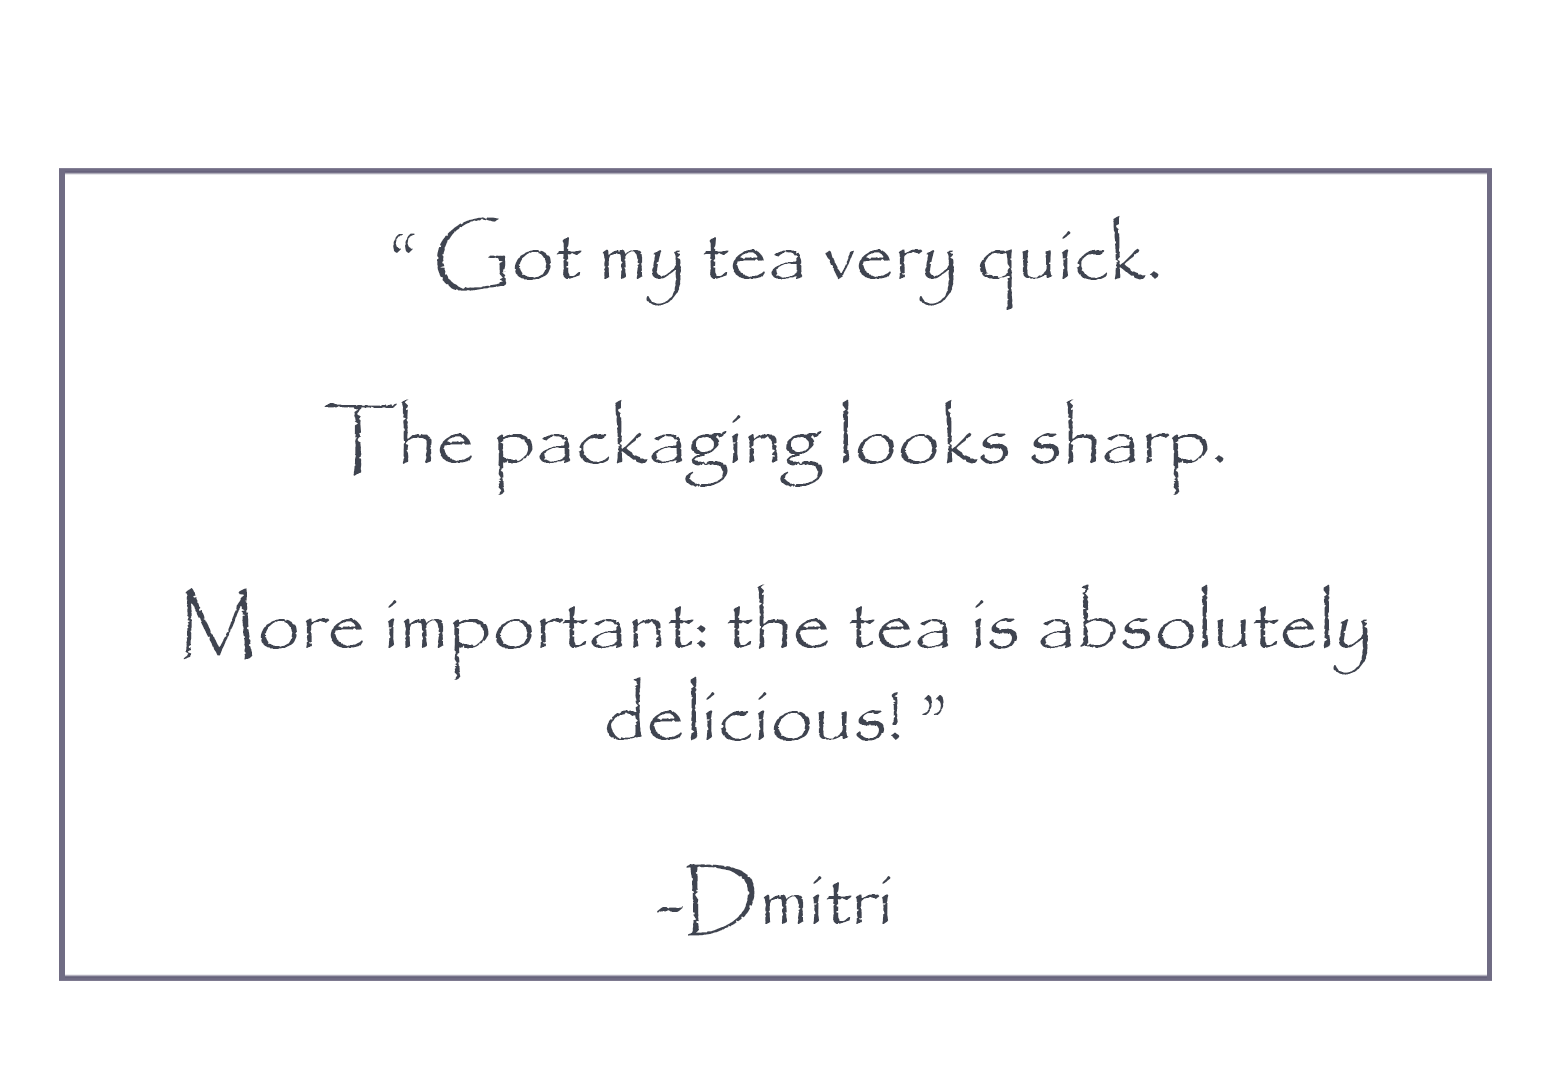 “ Got my tea very quick.
The packaging looks sharp.
More important: the tea is absolutely
delicious! ”
-Dmitri